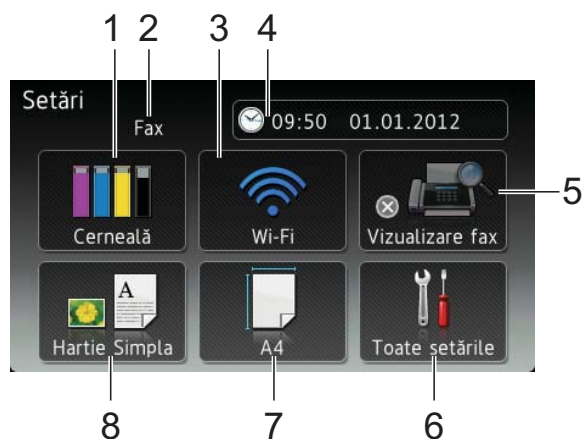 1 2 3 4
Setări
Fax
09:50 01.01.2012
5
Cerneală
Wi-Fi
Vizualizare fax
A
Hartie Simpla
A4
Toate setările
8 7 6